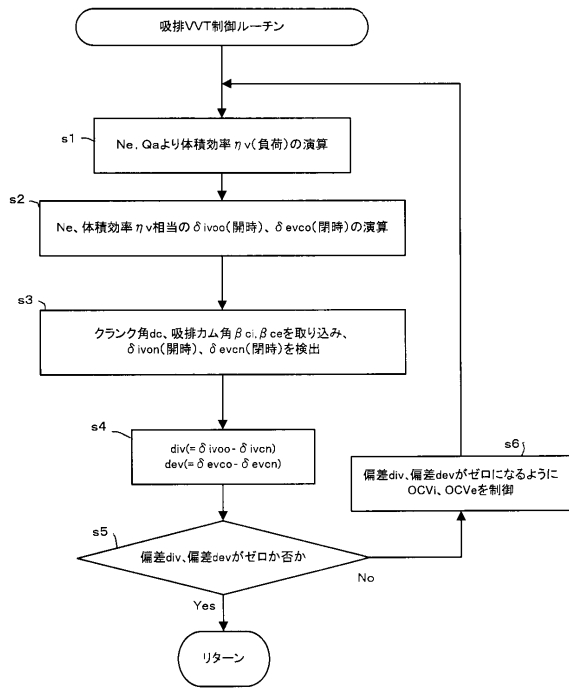 吸排VVT制御ルーチン
s1
Ne,Qaより体積効率ηv(負荷)の演算
s2
Ne、体積効率ηv相当のδivoo(開時)、δevco(閉時)の演算
s3
クランク角dc、吸排カム角βci,βceを取り込み、
δivon(開時)、δevcn(閉時)を検出
s4
div(=δivoo-δivcn)
dev(=δevco-δevcn)
s6
偏差div、偏差devがゼロになるように
OCVi、OCVeを制御
s5
偏差div、偏差devがゼロか否か
No
Yes
リターン